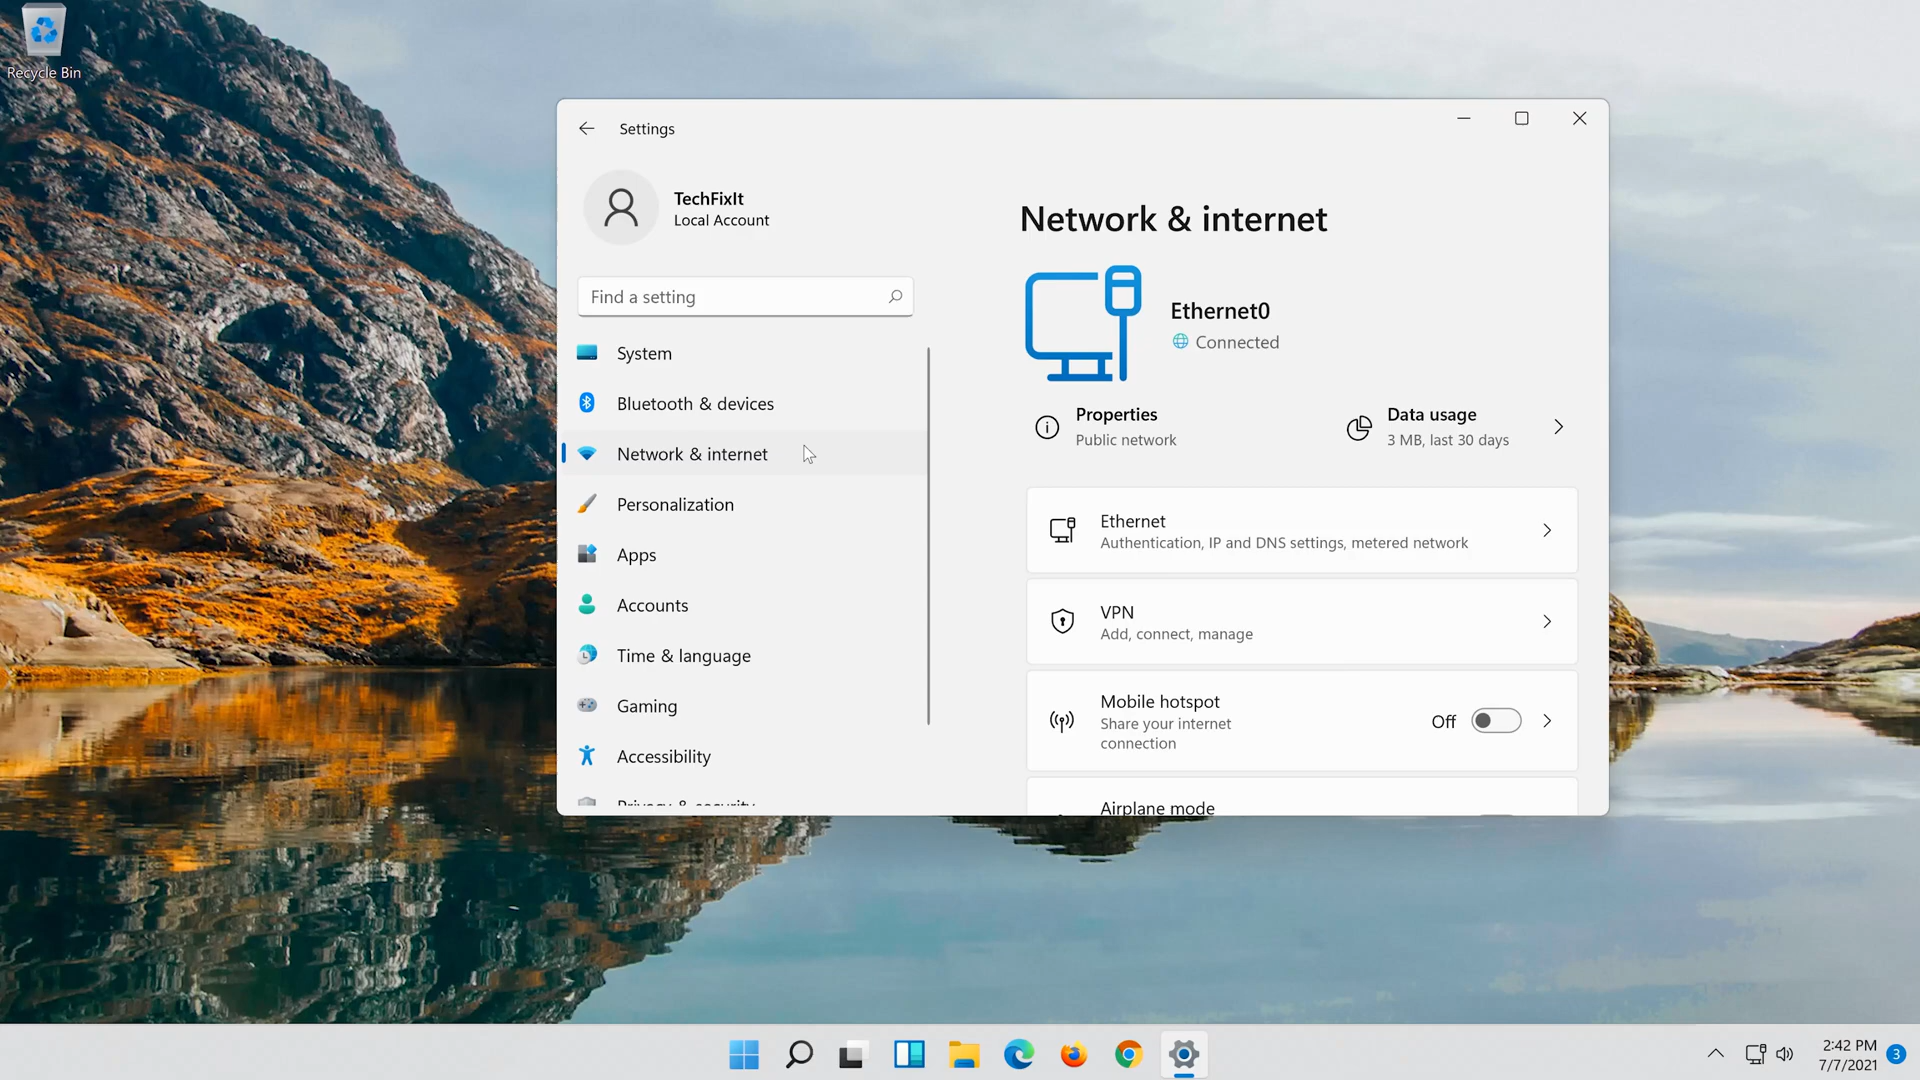 Recycle Bin
Settings
TechFixIt
Local Account
Find a setting
System
Bluetooth & devices
Network & internet
Personalization
Apps
Accounts
Time & language
Gaming
Accessibility
Privacy & security
Network & internet
Ethernet0
Connected
Properties
Public network
Data usage
3 MB, last 30 days
Ethernet
Authentication, IP and DNS settings, metered network
VPN
Add, connect, manage
Mobile hotspot
Share your internet
connection
Off
Airplane mode
2:42 PM
7/7/2021
3